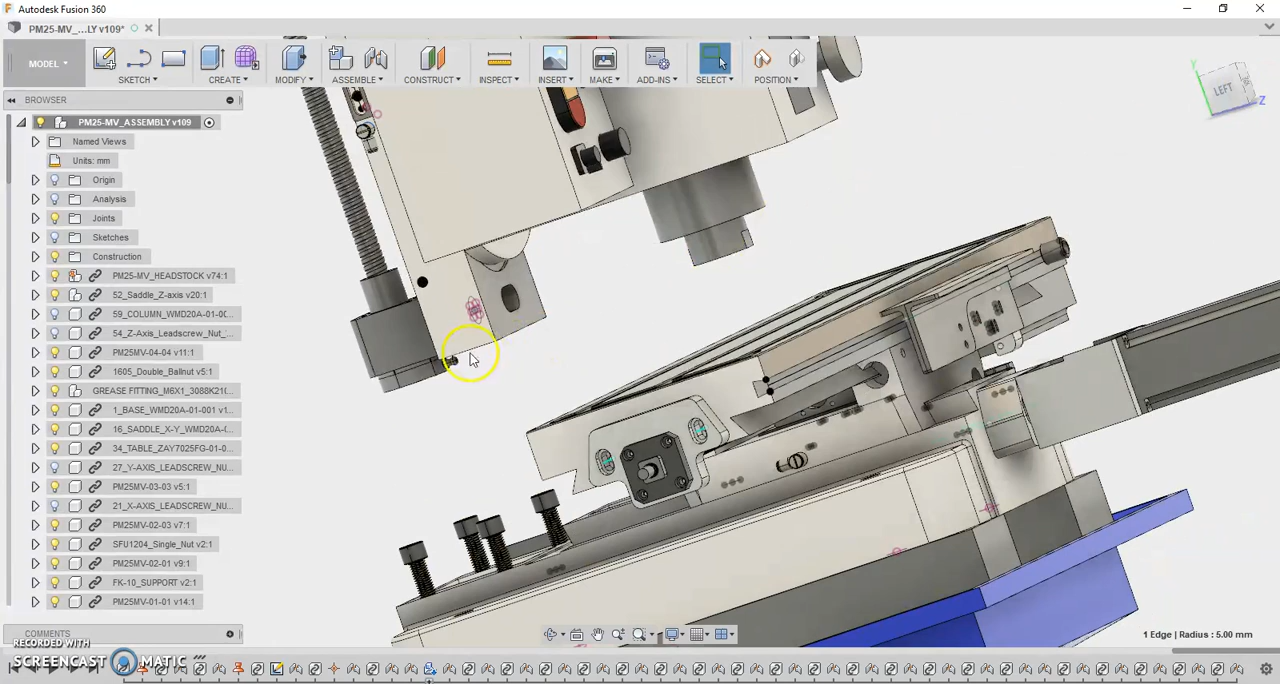 Autodesk Fusion 360
PM25-MV_...LY v109*
MODEL
SKETCH
CREATE
MODIFY
ASSEMBLE
CONSTRUCT
INSPECT
INSERT
MAKE
ADD-INS
SELECT
POSITION
BROWSER
PM25-MV_ASSEMBLY v109
Named Views
Units: mm
Origin
Analysis
Joints
Sketches
Construction
PM25-MV_HEADSTOCK v74:1
52_Saddle_Z-axis v20:1
59_COLUMN_WMD20A-01-00...
54_Z-Axis_Leadscrew_Nut_...
PM25MV-04-04 v11:1
1605_Double_Ballnut v5:1
GREASE FITTING_M6X1_3088K21(...
1_BASE_WMD20A-01-001 v1...
16_SADDLE_X-Y_WMD20A-0...
34_TABLE_ZAY7025FG-01-0...
27_Y-AXIS_LEADSCREW_NU...
PM25MV-03-03 v5:1
21_X-AXIS_LEADSCREW_NU...
PM25MV-02-03 v7:1
SFU1204_Single_Nut v2:1
PM25MV-02-01 v9:1
FK-10_SUPPORT v2:1
PM25MV-01-01 v14:1
LEFT
Y
Z
COMMENTS
1 Edge | Radius : 5.00 mm
RECORDED WITH
SCREENCAST MATIC